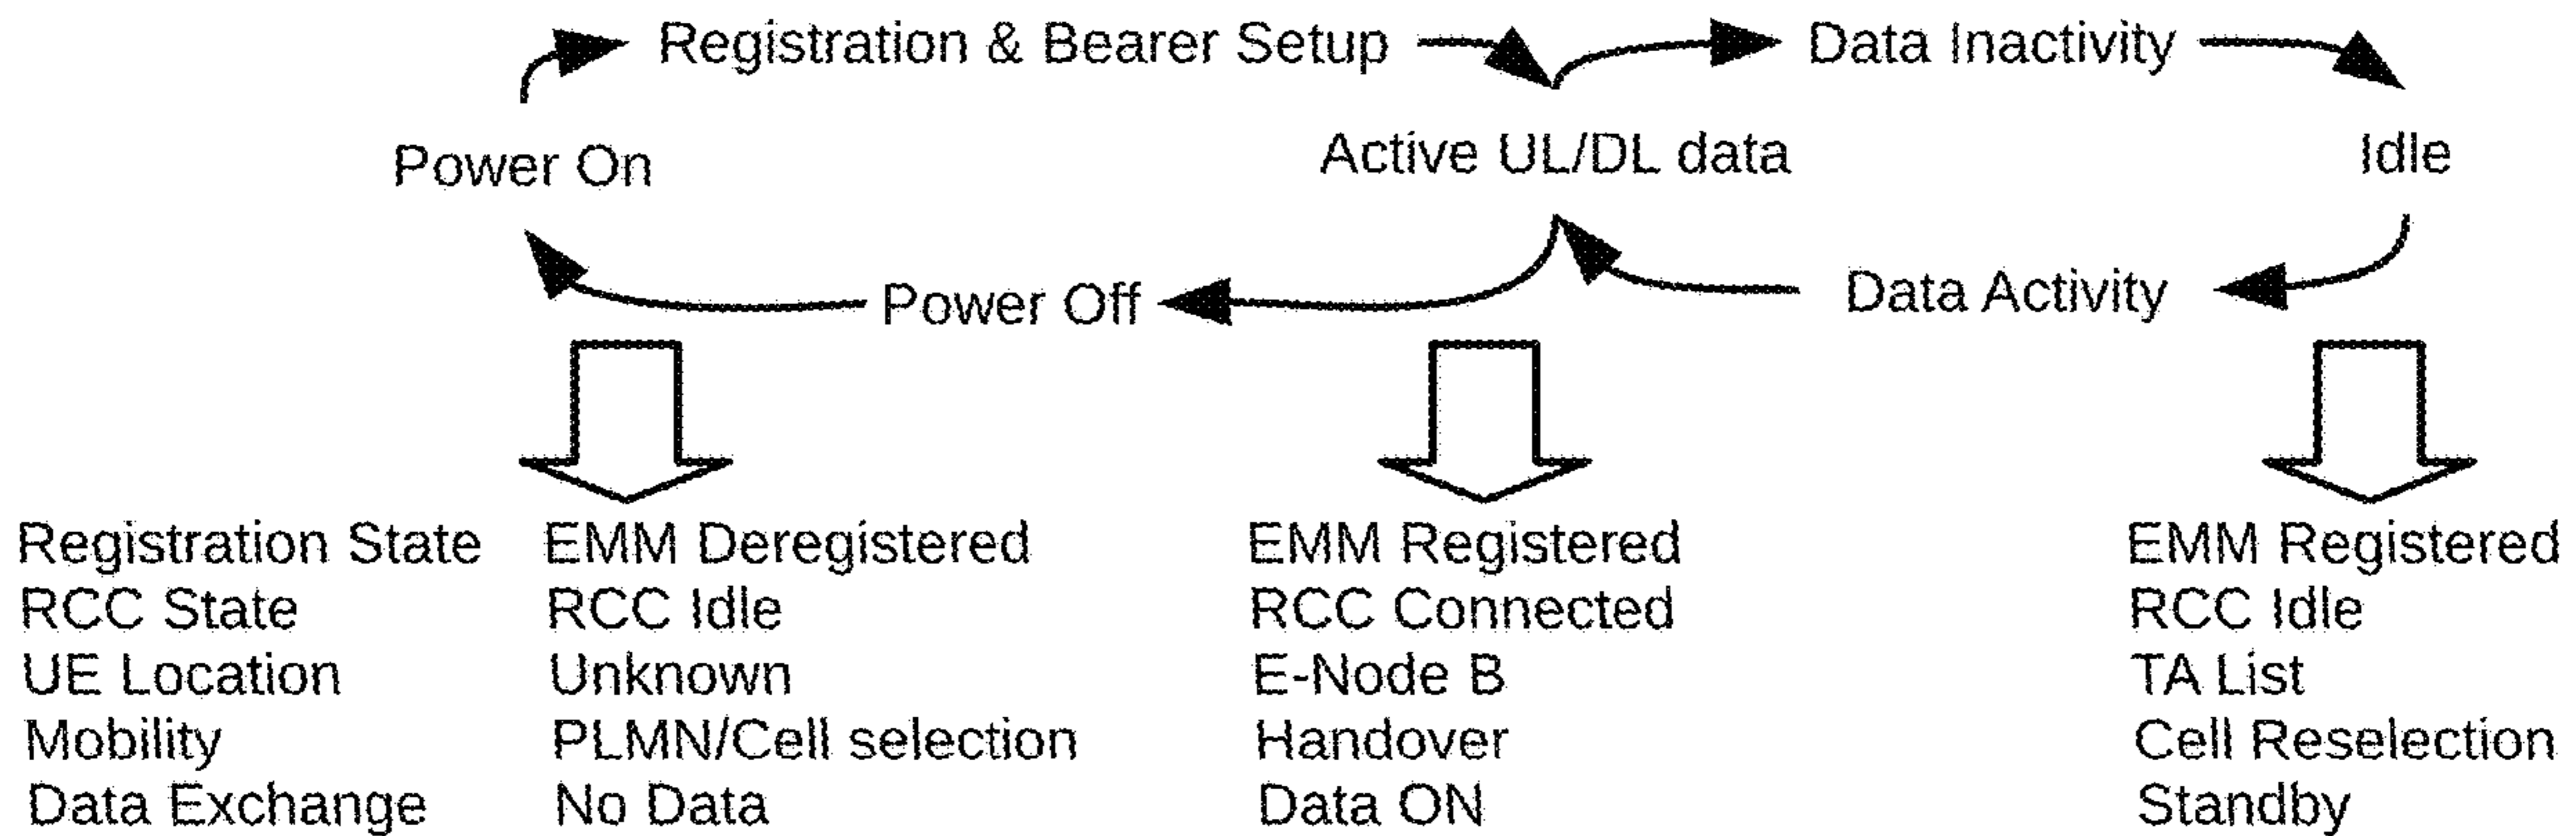 Registration & Bearer Setup
Data Inactivity
Power On
Active UL/DL data
Idle
Power Off
Data Activity
Registration State EMM Deregistered EMM Registered EMM Registered
RCC State RCC Idle RCC Connected RCC Idle
UE Location Unknown E-Node B TA List
Mobility PLMN/Cell selection Handover Cell Reselection
Data Exchange No Data Data ON Standby